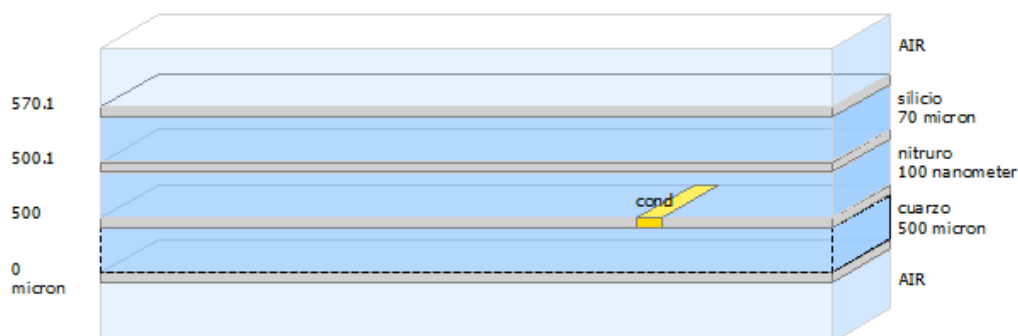 AIR
570.1
silicio
70 micron
500.1
nitruro
100 nanometer
cond
500
cuarzo
500 micron
0
micron
AIR